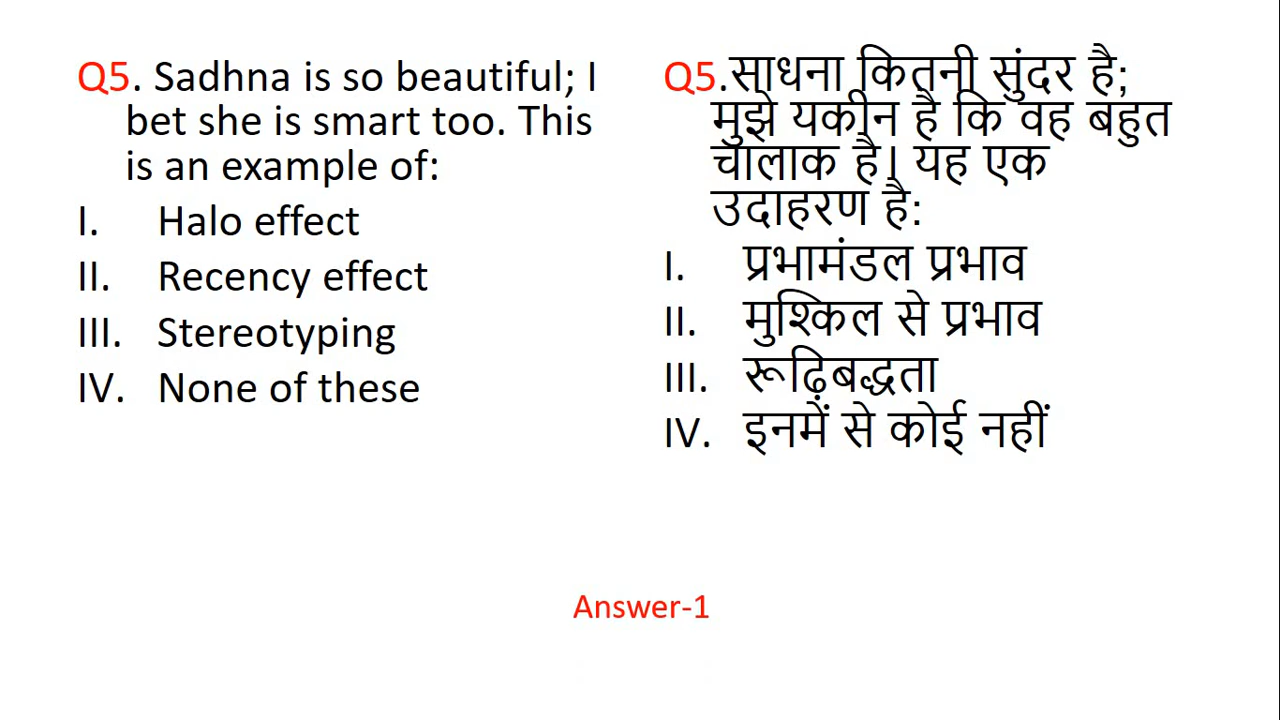 Q5. Sadhna is so beautiful; I
bet she is smart too. This
is an example of:
I. Halo effect
II. Recency effect
III. Stereotyping
IV. None of these
Q5.साधना कितनी सुंदर है;
मुझे यकीन है कि वह बहुत
चालाक है। यह एक
उदाहरण है:
I. प्रभामंडल प्रभाव
II. मुश्किल से प्रभाव
III. रूढ़िबद्धता
IV. इनमें से कोई नहीं
Answer-1